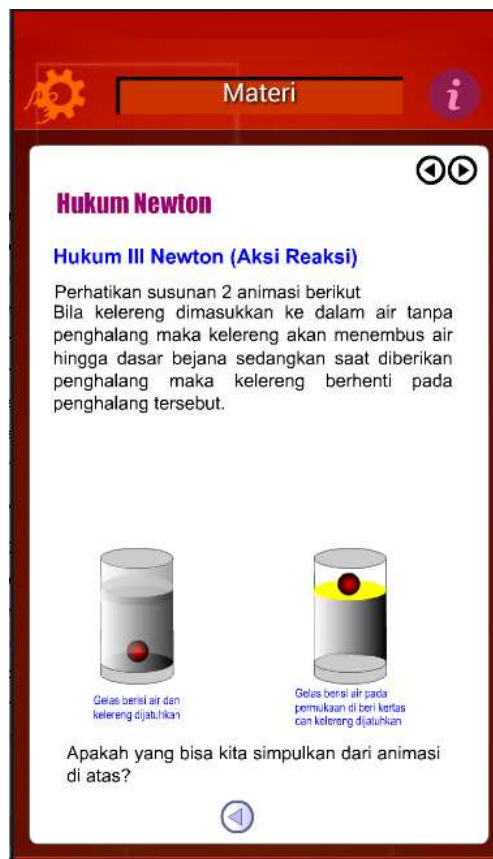 Materi
i
Hukum Newton
Hukum III Newton (Aksi Reaksi)
Perhatikan susunan 2 animasi berikut
Bila kelereng dimasukkan ke dalam air tanpa
penghalang maka kelereng akan menembus air
hingga dasar bejana sedangkan saat diberikan
penghalang maka kelereng berhenti pada
penghalang tersebut.
Gelas berisi air dan
kelereng dijatuhkan
Gelas berisi air pada
permukaan di beri kertas
dan kelereng dijatuhkan
Apakah yang bisa kita simpulkan dari animasi
di atas?